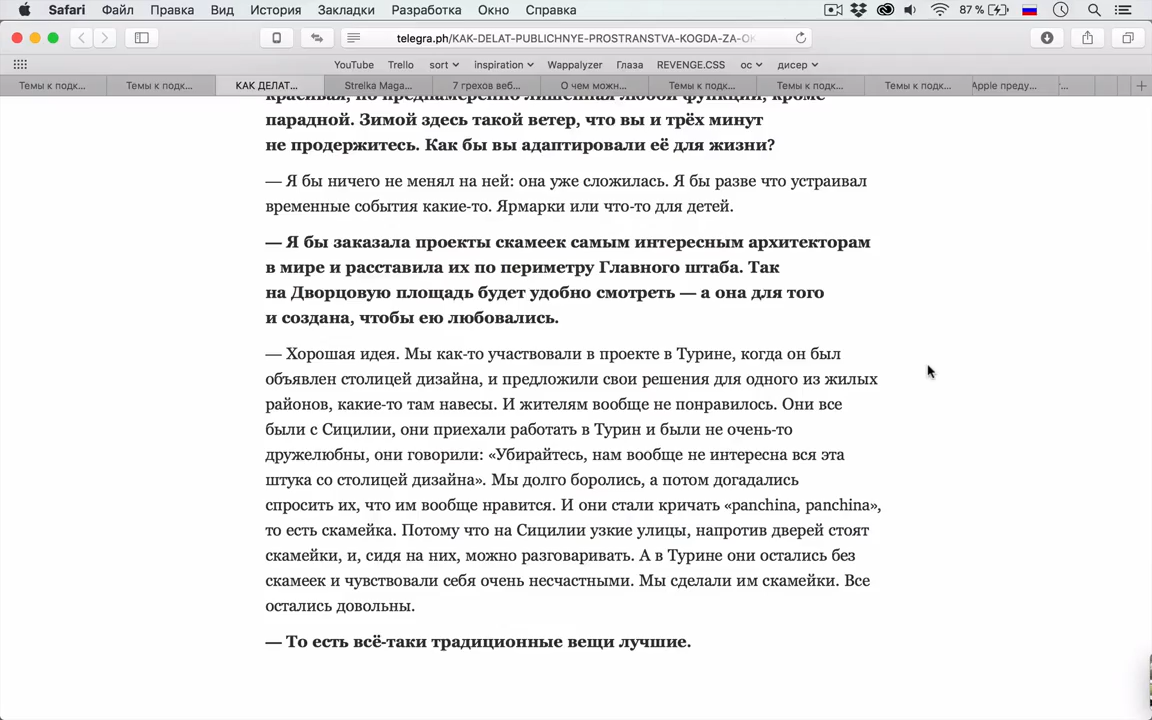 Safari Файл Правка Вид История Закладки Разработка Окно Справка 87 %
telegra.ph/KAK-DELAT-PUBLICHNYE-PROSTRANSTVA-KOGDA-ZA-OK
YouTube Trello sort inspiration Wappalyzer Глаза REVENGE.CSS ос дисер
Темы к подк... Темы к подк... КАК ДЕЛАТ... Strelka Maga... 7 грехов веб... О чем можн... Темы к подк... Темы к подк... Темы к подк... Apple преду... ...
красивая, но преднамеренно лишённая любой функции, кроме
парадной. Зимой здесь такой ветер, что вы и трёх минут
не продержитесь. Как бы вы адаптировали её для жизни?
— Я бы ничего не менял на ней: она уже сложилась. Я бы разве что устраивал
временные события какие-то. Ярмарки или что-то для детей.
— Я бы заказала проекты скамеек самым интересным архитекторам
в мире и расставила их по периметру Главного штаба. Так
на Дворцовую площадь будет удобно смотреть — а она для того
и создана, чтобы ею любовались.
— Хорошая идея. Мы как-то участвовали в проекте в Турине, когда он был
объявлен столицей дизайна, и предложили свои решения для одного из жилых
районов, какие-то там навесы. И жителям вообще не понравилось. Они все
были с Сицилии, они приехали работать в Турин и были не очень-то
дружелюбны, они говорили: «Убирайтесь, нам вообще не интересна вся эта
штука со столицей дизайна». Мы долго боролись, а потом догадались
спросить их, что им вообще нравится. И они стали кричать «panchina, panchina»,
то есть скамейка. Потому что на Сицилии узкие улицы, напротив дверей стоят
скамейки, и, сидя на них, можно разговаривать. А в Турине они остались без
скамеек и чувствовали себя очень несчастными. Мы сделали им скамейки. Все
остались довольны.
— То есть всё-таки традиционные вещи лучшие.